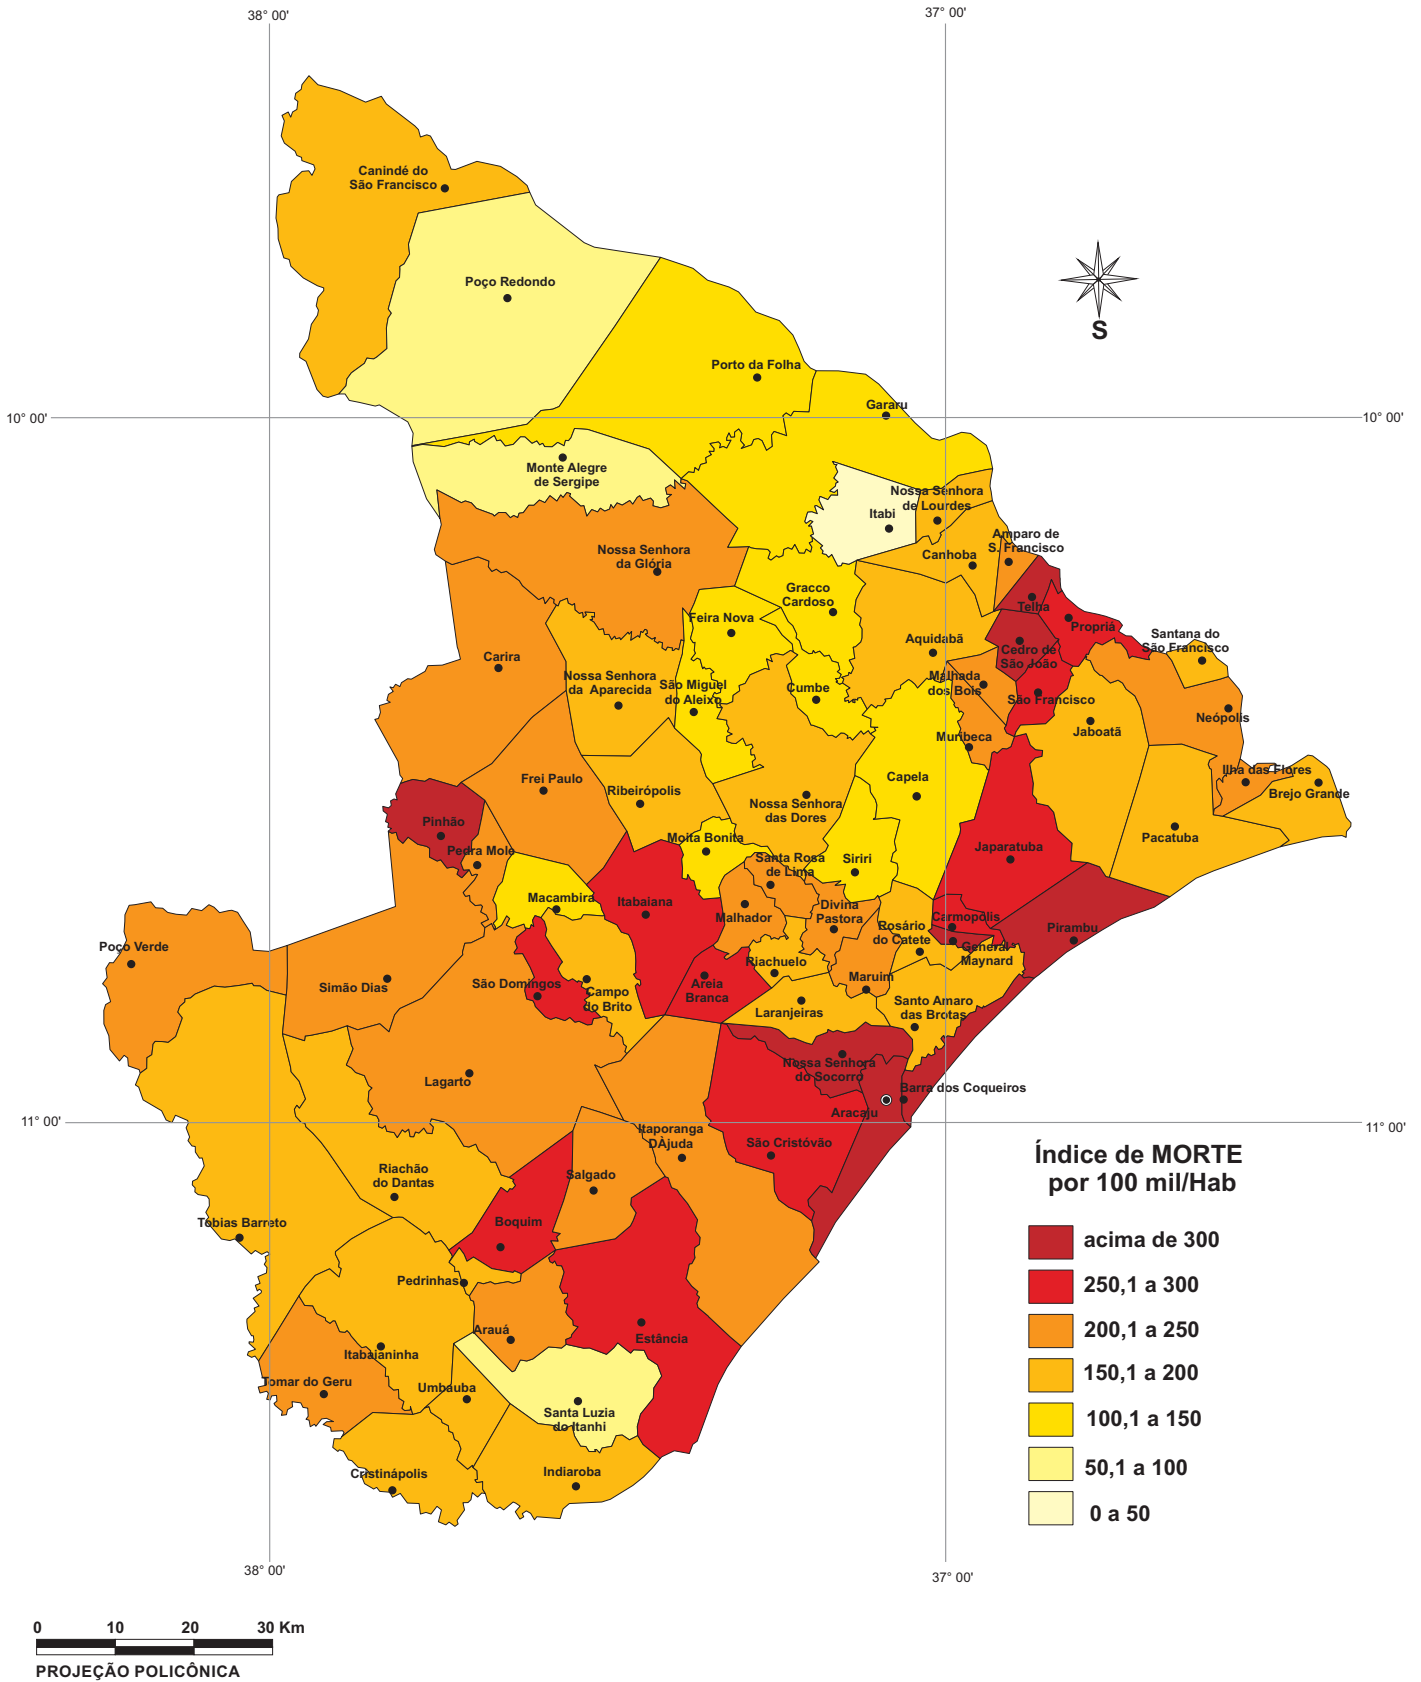 38° 00'
37° 00'
Canindé do
São Francisco
Poço Redondo
S
Porto da Folha
Gararu
10° 00'
10° 00'
Monte Alegre
de Sergipe
Nossa Senhora
de Lourdes
Itabi
Amparo de
S. Francisco
Nossa Senhora
da Glória
Canhoba
Gracco
Cardoso
Telha
Feira Nova
Propriá
Santana do
São Francisco
Aquidabã
Cedro de
São João
Carira
Nossa Senhora
da Aparecida
São Miguel
do Aleixo
Cumbe
Malhada
dos Bois
São Francisco
Neópolis
Jaboatã
Muribeca
Frei Paulo
Ribeirópolis
Capela
Ilha das Flores
Brejo Grande
Nossa Senhora
das Dores
Pinhão
Moita Bonita
Pacatuba
Pedra Mole
Santa Rosa
de Lima
Siriri
Japaratuba
Macambira
Itabaiana
Malhador
Divina
Pastora
Carmopólis
Rosário
do Catete
Pirambu
General
Maynard
Poço Verde
Riachuelo
Simão Dias
São Domingos
Campo
do Brito
Areia
Branca
Maruim
Laranjeiras
Santo Amaro
das Brotas
Nossa Senhora
do Socorro
Lagarto
Barra dos Coqueiros
Aracaju
11° 00'
11° 00'
Itaporanga
DÀjuda
São Cristóvão
Riachão
do Dantas
Salgado
Tobias Barreto
Boquim
Pedrinhas
Arauá
Estância
Itabaianinha
Tomar do Geru
Umbauba
Santa Luzia
do Itanhi
Cristinápolis
Indiaroba
Índice de MORTE
por 100 mil/Hab
acima de 300
250,1 a 300
200,1 a 250
150,1 a 200
100,1 a 150
50,1 a 100
0 a 50
38° 00'
37° 00'
0 10 20 30 Km
PROJEÇÃO POLICÔNICA